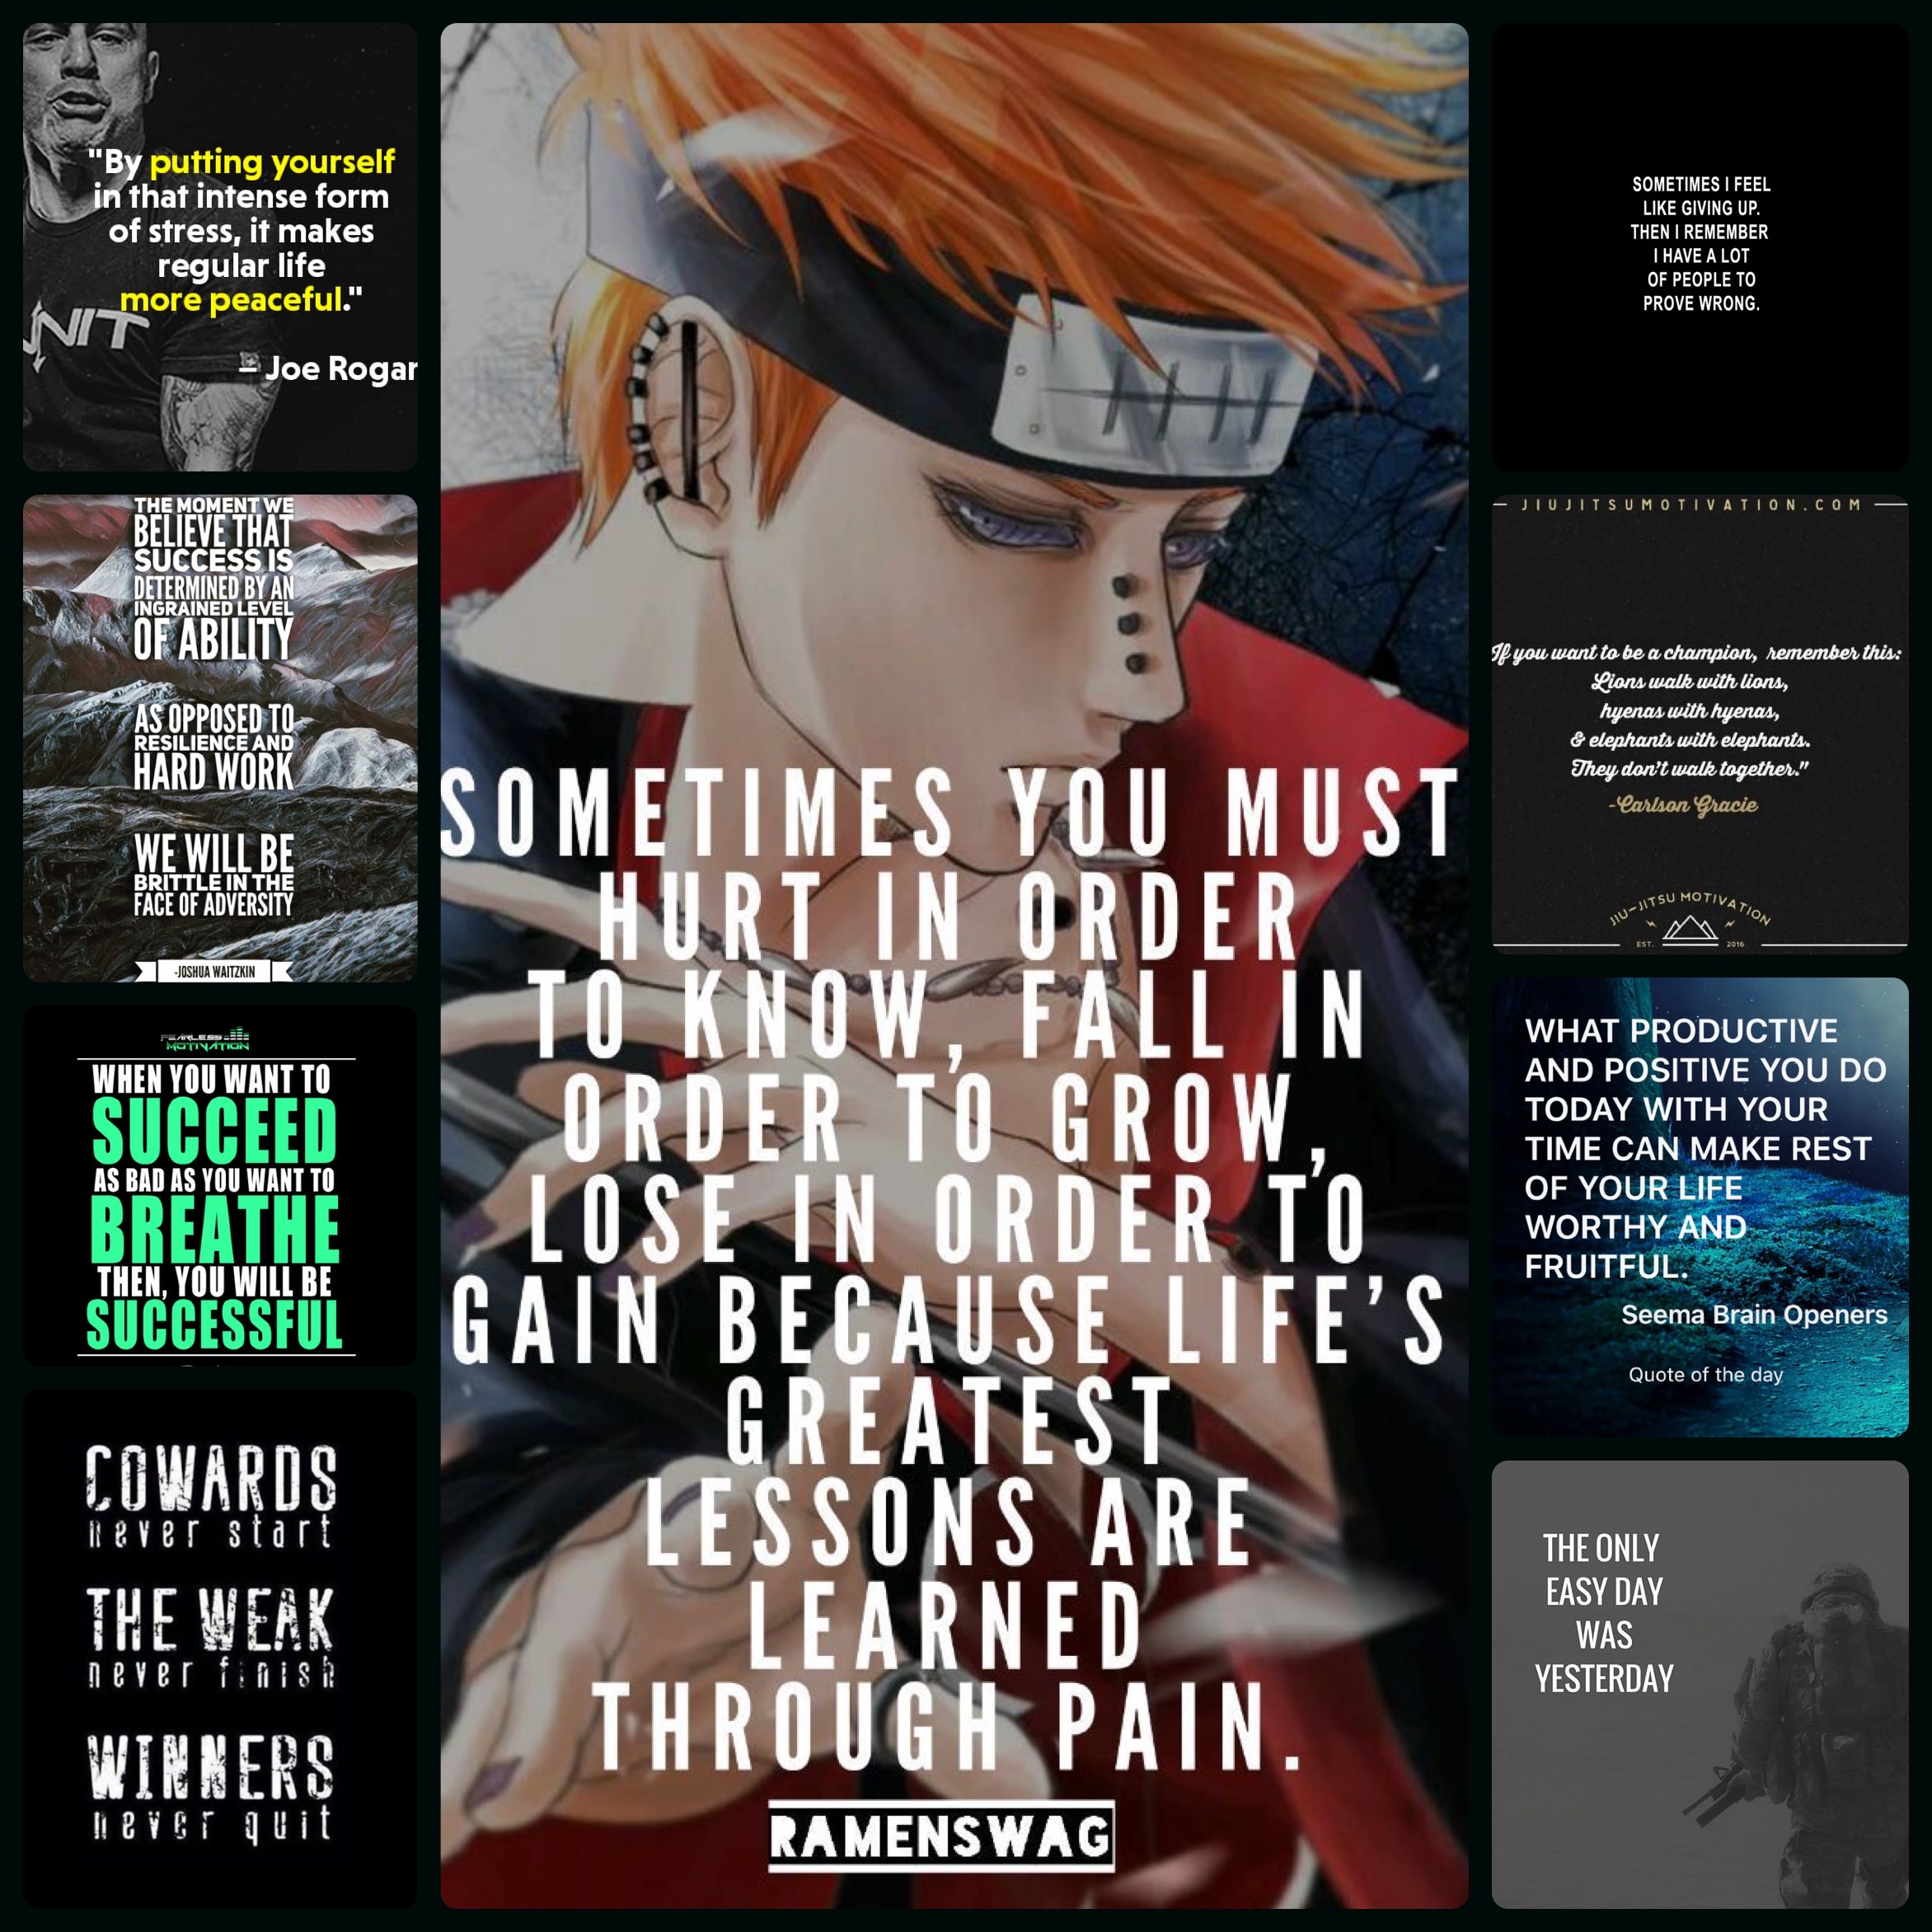 "By putting yourself
in that intense form
of stress, it makes
regular life
more peaceful."
– Joe Rogan
NIT
THE MOMENT WE
BELIEVE THAT
SUCCESS IS
DETERMINED BY AN
INGRAINED LEVEL
OF ABILITY
AS OPPOSED TO
RESILIENCE AND
HARD WORK
WE WILL BE
BRITTLE IN THE
FACE OF ADVERSITY
-JOSHUA WAITZKIN
FEARLESS
MOTIVATION
WHEN YOU WANT TO
SUCCEED
AS BAD AS YOU WANT TO
BREATHE
THEN, YOU WILL BE
SUCCESSFUL
COWARDS
never start
THE WEAK
never finish
WINNERS
never quit
SOMETIMES YOU MUST
HURT IN ORDER
TO KNOW, FALL IN
ORDER TO GROW,
LOSE IN ORDER TO
GAIN BECAUSE LIFE'S
GREATEST
LESSONS ARE
LEARNED
THROUGH PAIN.
RAMENSWAG
SOMETIMES I FEEL
LIKE GIVING UP.
THEN I REMEMBER
I HAVE A LOT
OF PEOPLE TO
PROVE WRONG.
JIUJITSUMOTIVATION.COM
If you want to be a champion, remember this:
Lions walk with lions,
hyenas with hyenas,
& elephants with elephants.
They don't walk together."
-Carlson Gracie
JIU-JITSU MOTIVATION
EST. 2016
WHAT PRODUCTIVE
AND POSITIVE YOU DO
TODAY WITH YOUR
TIME CAN MAKE REST
OF YOUR LIFE
WORTHY AND
FRUITFUL.
Seema Brain Openers
Quote of the day
THE ONLY
EASY DAY
WAS
YESTERDAY